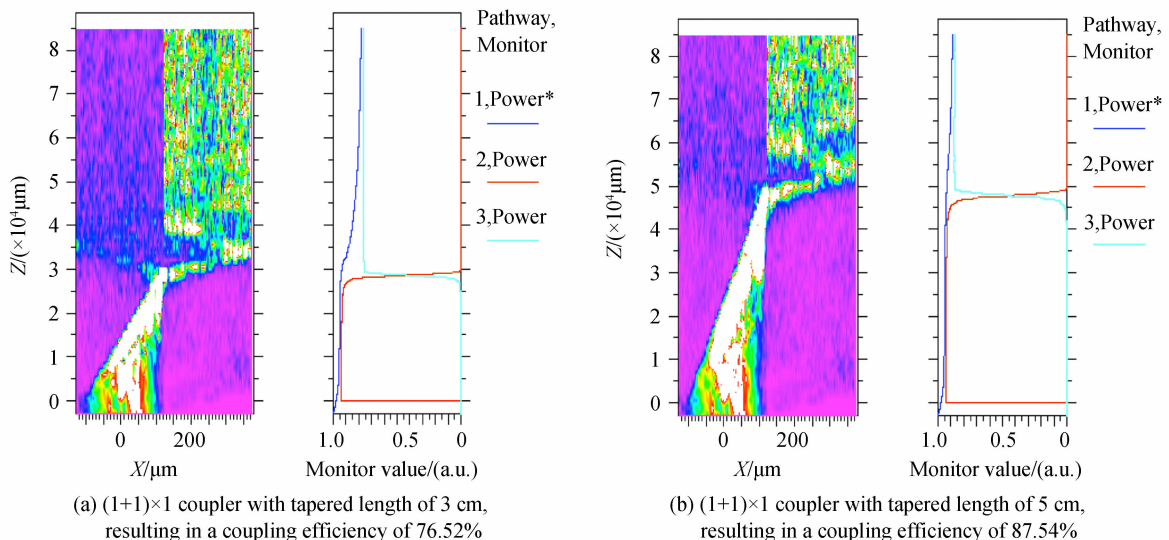 Pathway,
Monitor
8
7
6
5
4
3
2
1
0
Z/(×10⁴μm)
1,Power*
2,Power
3,Power
0
200
X/μm
1.0
0.5
0
Monitor value/(a.u.)
(a) (1+1)×1 coupler with tapered length of 3 cm,
resulting in a coupling efficiency of 76.52%
Pathway,
Monitor
8
7
6
5
4
3
2
1
0
Z/(×10⁴μm)
1,Power*
2,Power
3,Power
0
200
X/μm
1.0
0.5
0
Monitor value/(a.u.)
(b) (1+1)×1 coupler with tapered length of 5 cm,
resulting in a coupling efficiency of 87.54%